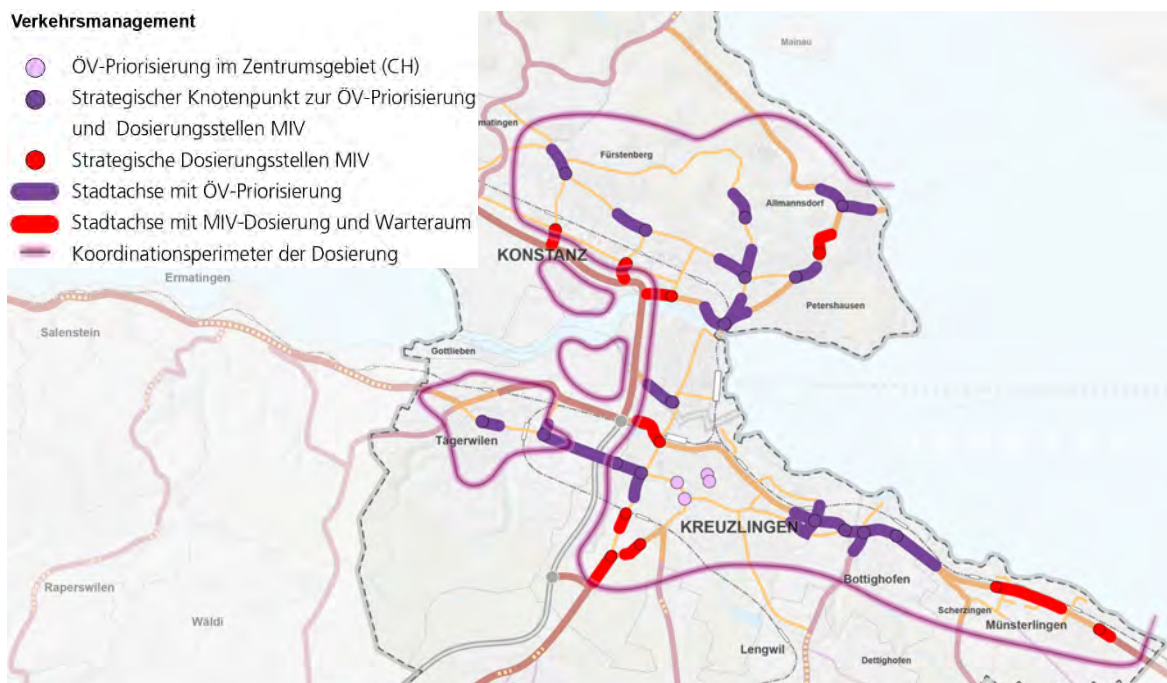 Verkehrsmanagement
ÖV-Priorisierung im Zentrumsgebiet (CH)
Strategischer Knotenpunkt zur ÖV-Priorisierung
und Dosierungsstellen MIV
Strategische Dosierungsstellen MIV
Stadtachse mit ÖV-Priorisierung
Stadtachse mit MIV-Dosierung und Warteraum
Koordinationsperimeter der Dosierung
Mainau
matingen
Fürstenberg
Allmannsdorf
KONSTANZ
Ermatingen
Petershausen
Salenstein
Gottlieben
Tägerwilen
KREUZLINGEN
Bottighofen
Raperswilen
Scherzingen
Münsterlingen
Wäldi
Lengwil
Dettighofen